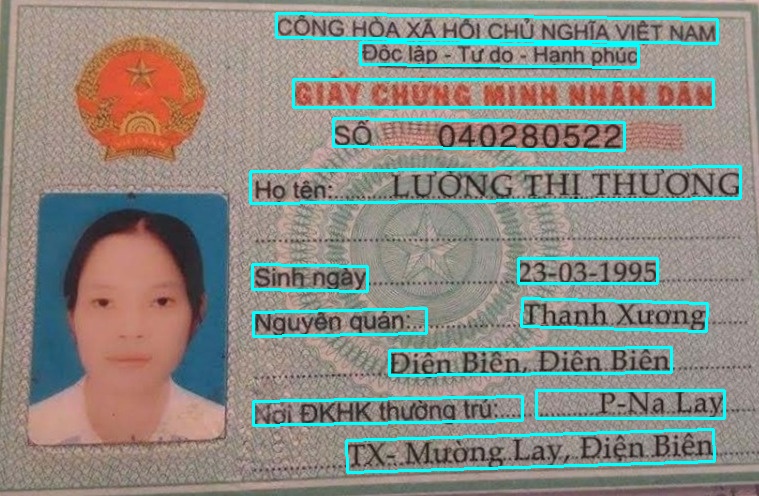 CỘNG HÒA XÃ HỘI CHỦ NGHĨA VIỆT NAM
Độc lập - Tự do - Hạnh phúc
GIẤY CHỨNG MINH NHÂN DÂN
SỐ 040280522
Họ tên: LƯỜNG THỊ THƯƠNG
Sinh ngày 23-03-1995
Nguyên quán: Thanh Xương
Điện Biên, Điện Biên
Nơi ĐKHK thường trú: P-Na Lay
TX- Mường Lay, Điện Biên